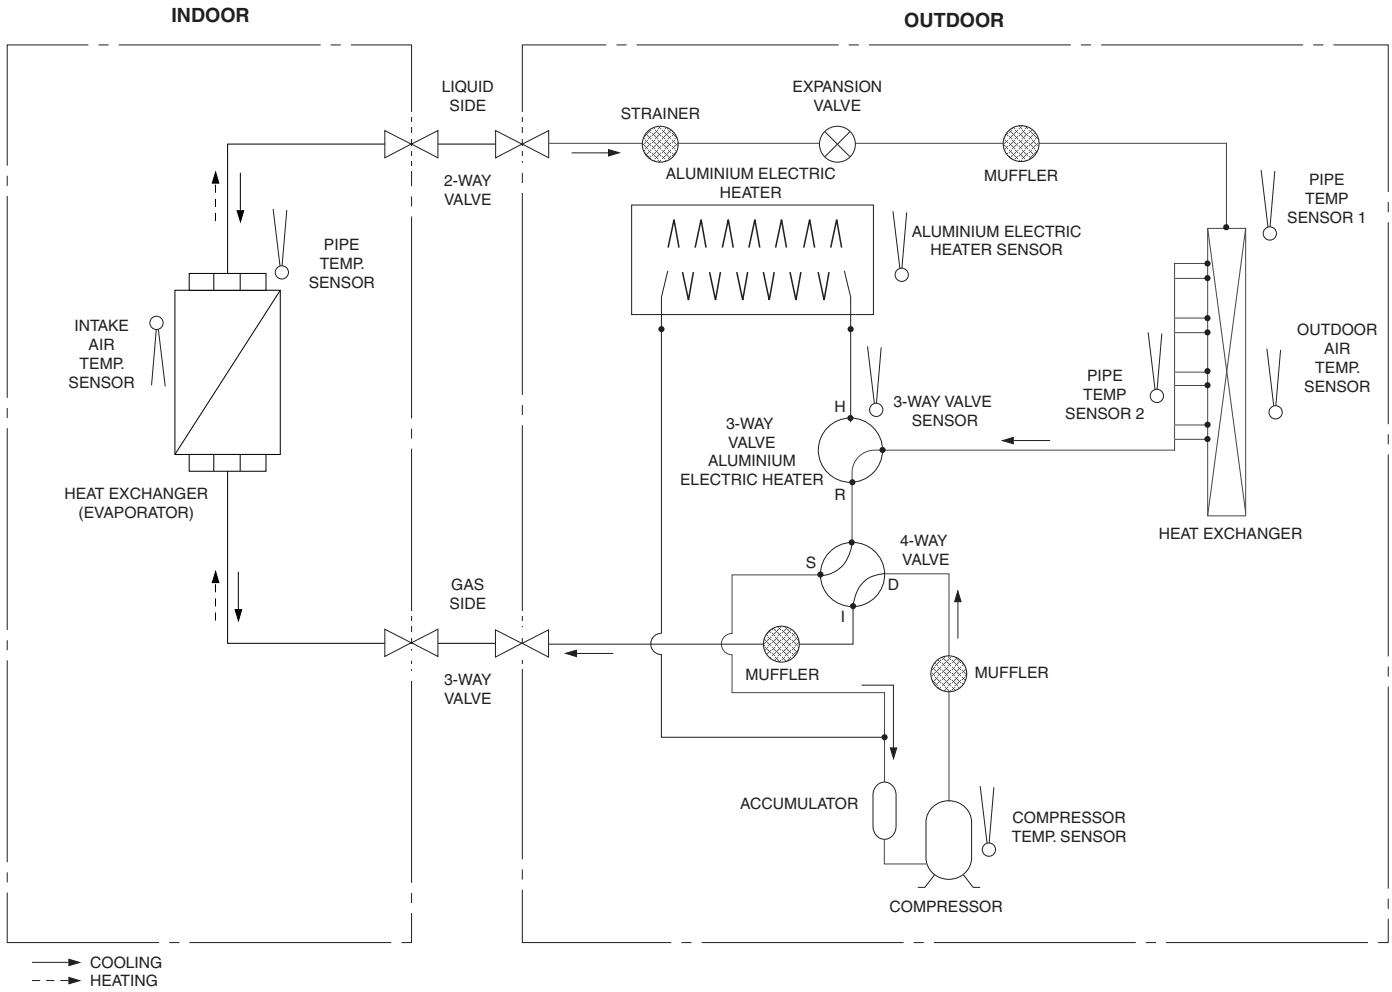 INDOOR
OUTDOOR
LIQUID
SIDE
2-WAY
VALVE
STRAINER
EXPANSION
VALVE
MUFFLER
ALUMINIUM ELECTRIC
HEATER
ALUMINIUM ELECTRIC
HEATER SENSOR
PIPE
TEMP
SENSOR 1
PIPE
TEMP.
SENSOR
INTAKE
AIR
TEMP.
SENSOR
HEAT EXCHANGER
(EVAPORATOR)
OUTDOOR
AIR
TEMP.
SENSOR
PIPE
TEMP
SENSOR 2
HEAT EXCHANGER
3-WAY VALVE
SENSOR
H
3-WAY
VALVE
ALUMINIUM
ELECTRIC HEATER
R
4-WAY
VALVE
S
D
I
GAS
SIDE
3-WAY
VALVE
MUFFLER
MUFFLER
ACCUMULATOR
COMPRESSOR
TEMP. SENSOR
COMPRESSOR
COOLING
HEATING